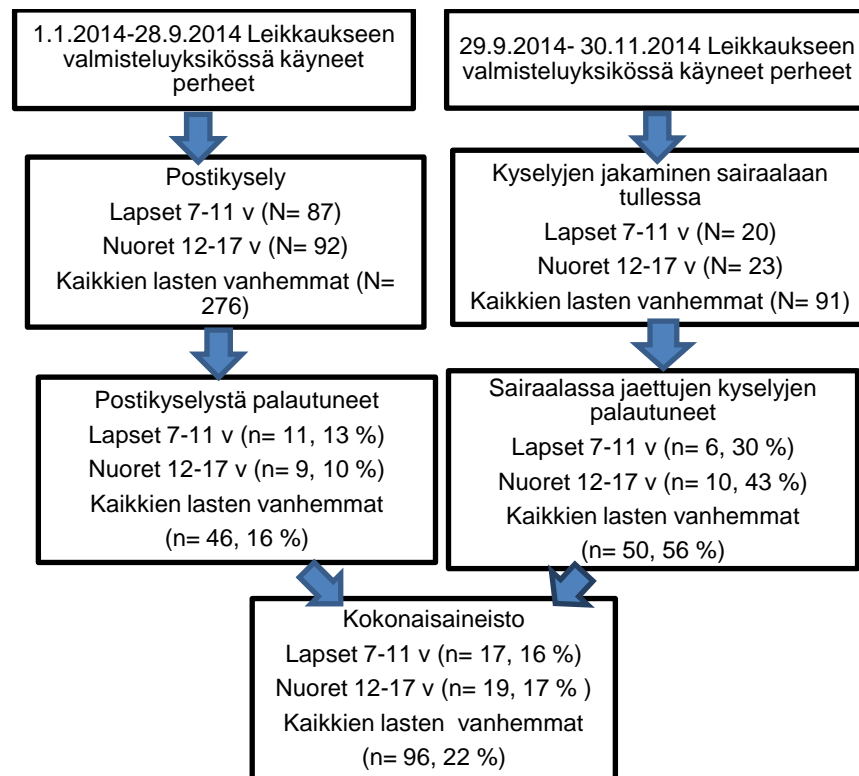 1.1.2014-28.9.2014 Leikkaukseen
valmisteluyksikössä käyneet
perheet
29.9.2014- 30.11.2014 Leikkaukseen
valmisteluyksikössä käyneet perheet
Postikysely
Lapset 7-11 v (N= 87)
Nuoret 12-17 v (N= 92)
Kaikkien lasten vanhemmat (N=
276)
Kyselyjen jakaminen sairaalaan
tullessa
Lapset 7-11 v (N= 20)
Nuoret 12-17 v (N= 23)
Kaikkien lasten vanhemmat (N= 91)
Postikyselystä palautuneet
Lapset 7-11 v (n= 11, 13 %)
Nuoret 12-17 v (n= 9, 10 %)
Kaikkien lasten vanhemmat
(n= 46, 16 %)
Sairaalassa jaettujen kyselyjen
palautuneet
Lapset 7-11 v (n= 6, 30 %)
Nuoret 12-17 v (n= 10, 43 %)
Kaikkien lasten vanhemmat
(n= 50, 56 %)
Kokonaisaineisto
Lapset 7-11 v (n= 17, 16 %)
Nuoret 12-17 v (n= 19, 17 % )
Kaikkien lasten vanhemmat
(n= 96, 22 %)